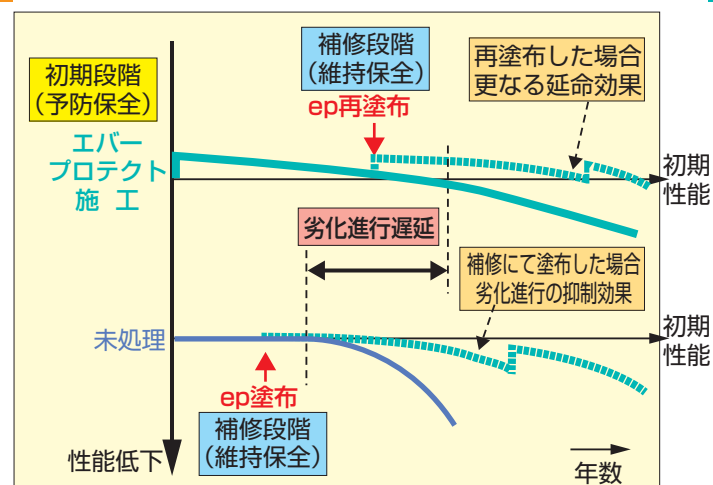 初期段階
（予防保全）
補修段階
（維持保全）
ep再塗布
再塗布した場合
更なる延命効果
エバー
プロテクト
施 工
初期
性能
劣化進行遅延
補修にて塗布した場合
劣化進行の抑制効果
未処理
初期
性能
ep塗布
補修段階
（維持保全）
性能低下
年数